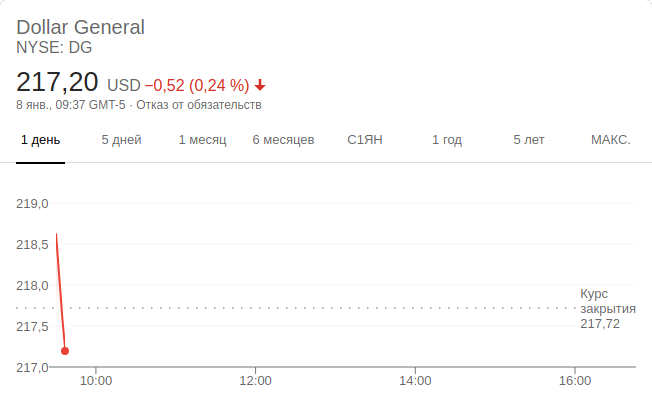 Dollar General
NYSE: DG
217,20 USD −0,52 (0,24 %)
8 янв., 09:37 GMT-5 · Отказ от обязательств
1 день 5 дней 1 месяц 6 месяцев С1ЯН 1 год 5 лет МАКС.
219,0
218,5
218,0
Курс
закрытия
217,72
217,5
217,0
10:00 12:00 14:00 16:00